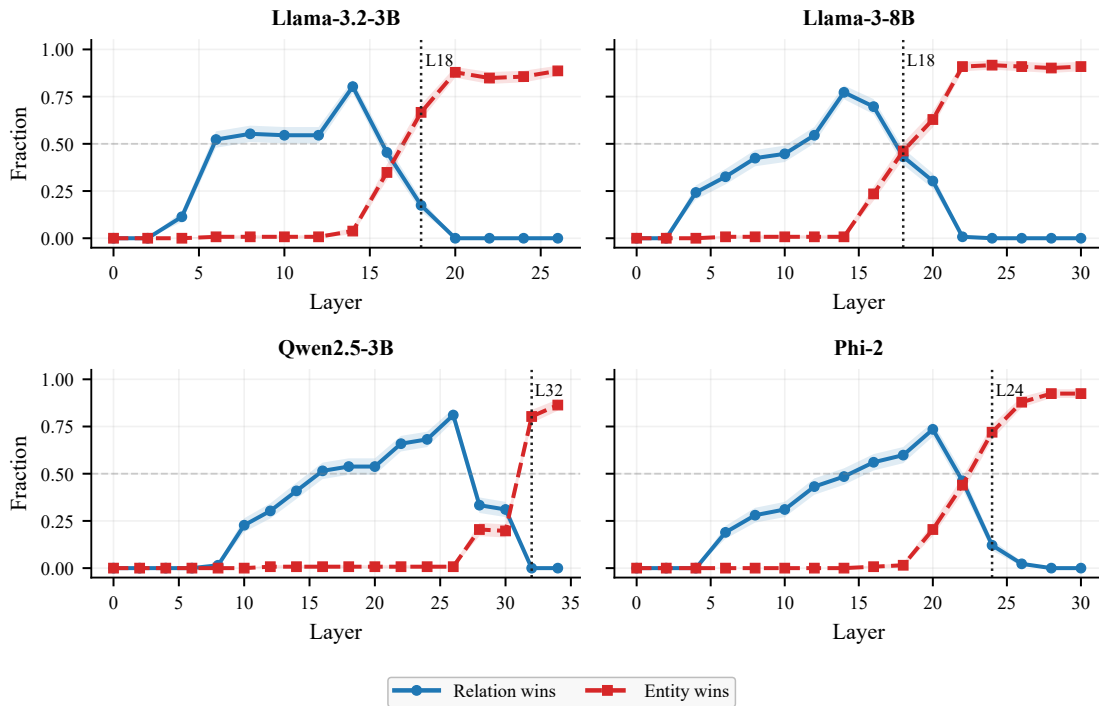 Llama-3.2-3B
Llama-3-8B
Fraction
1.00
0.75
0.50
0.25
0.00
L18
0 5 10 15 20 25
Layer
L18
0 5 10 15 20 25 30
Layer
Qwen2.5-3B
Phi-2
Fraction
1.00
0.75
0.50
0.25
0.00
L32
0 5 10 15 20 25 30 35
Layer
L24
0 5 10 15 20 25 30
Layer
Relation wins
Entity wins